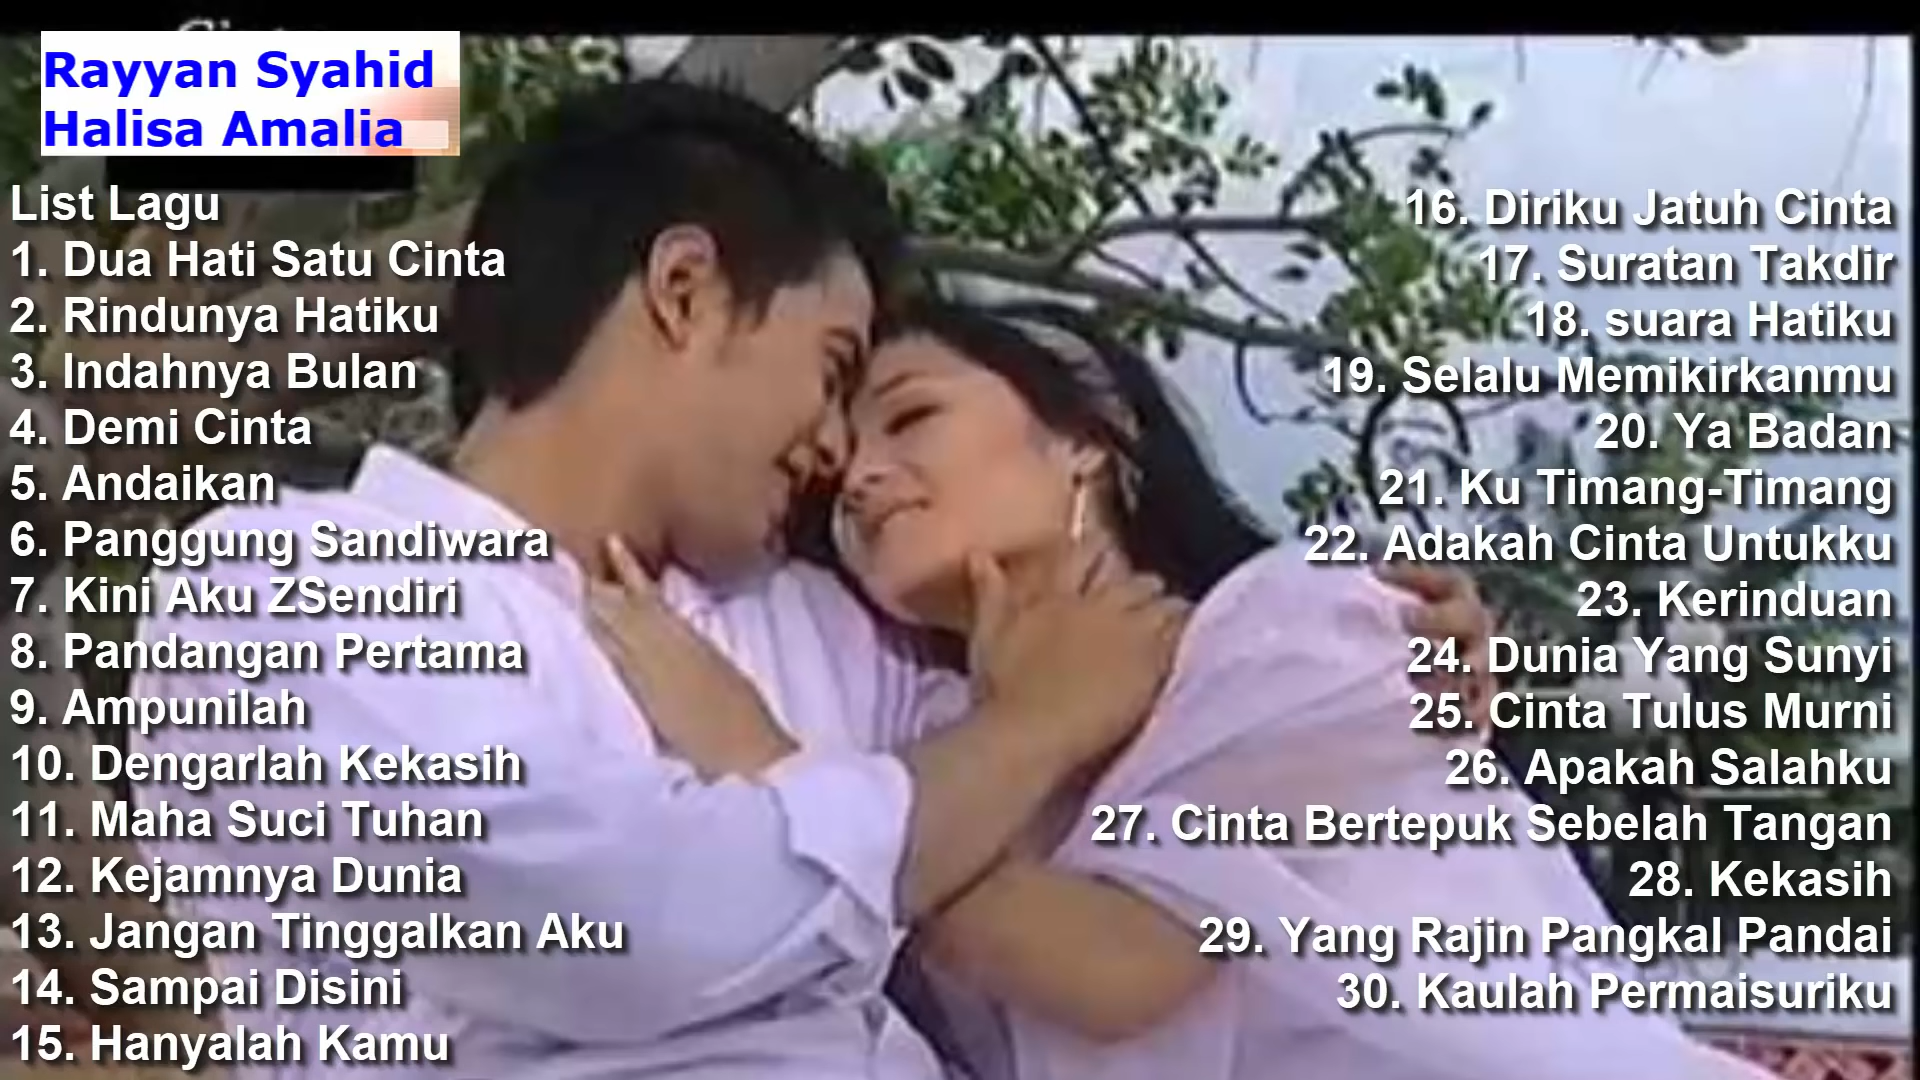 Rayyan Syahid
Halisa Amalia
List Lagu
1. Dua Hati Satu Cinta
2. Rindunya Hatiku
3. Indahnya Bulan
4. Demi Cinta
5. Andaikan
6. Panggung Sandiwara
7. Kini Aku ZSendiri
8. Pandangan Pertama
9. Ampunilah
10. Dengarlah Kekasih
11. Maha Suci Tuhan
12. Kejamnya Dunia
13. Jangan Tinggalkan Aku
14. Sampai Disini
15. Hanyalah Kamu
16. Diriku Jatuh Cinta
17. Suratan Takdir
18. suara Hatiku
19. Selalu Memikirkanmu
20. Ya Badan
21. Ku Timang-Timang
22. Adakah Cinta Untukku
23. Kerinduan
24. Dunia Yang Sunyi
25. Cinta Tulus Murni
26. Apakah Salahku
27. Cinta Bertepuk Sebelah Tangan
28. Kekasih
29. Yang Rajin Pangkal Pandai
30. Kaulah Permaisuriku